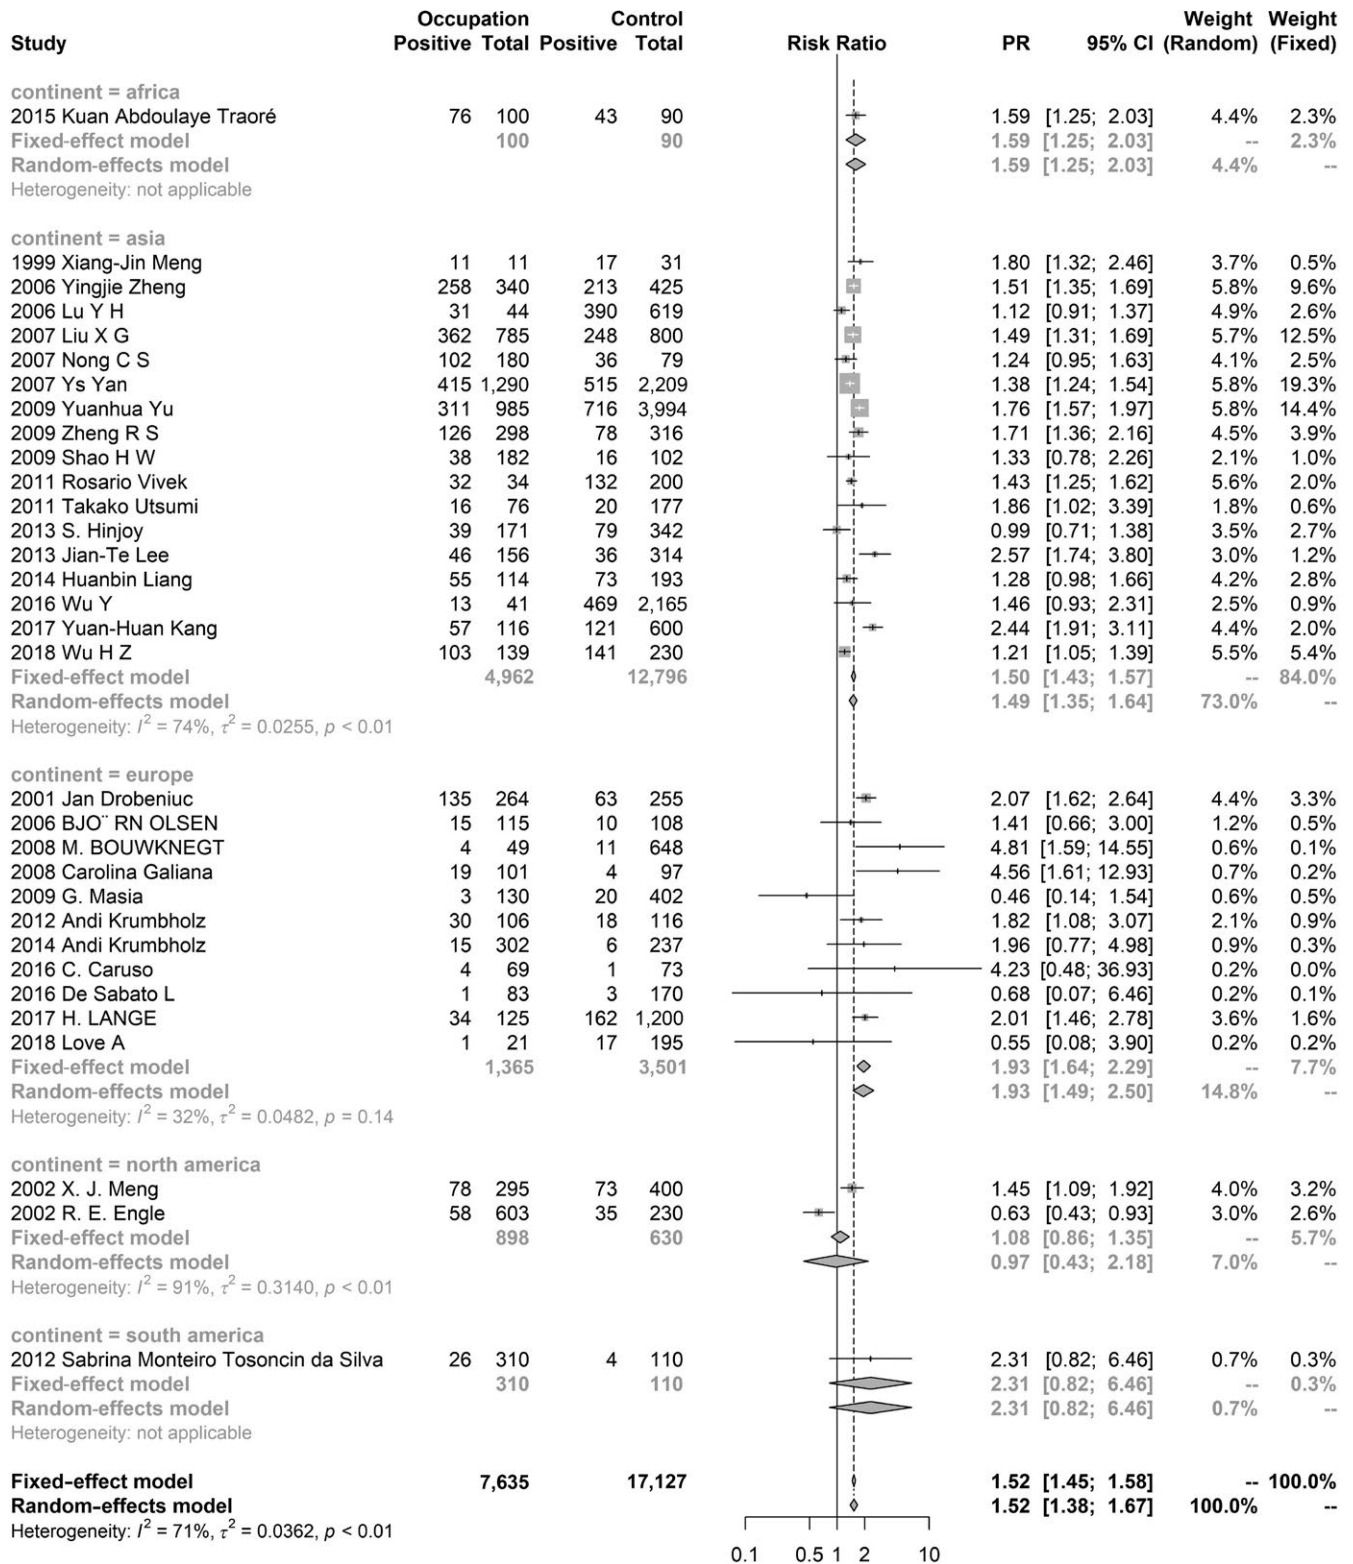 Occupation Control Weight Weight
Study Positive Total Positive Total Risk Ratio PR 95% CI (Random) (Fixed)
continent = africa
2015 Kuan Abdoulaye Traoré 76 100 43 90 1.59 [1.25; 2.03] 4.4% 2.3%
Fixed-effect model 100 90 1.59 [1.25; 2.03] -- 2.3%
Random-effects model 1.59 [1.25; 2.03] 4.4% --
Heterogeneity: not applicable
continent = asia
1999 Xiang-Jin Meng 11 11 17 31 1.80 [1.32; 2.46] 3.7% 0.5%
2006 Yingjie Zheng 258 340 213 425 1.51 [1.35; 1.69] 5.8% 9.6%
2006 Lu Y H 31 44 390 619 1.12 [0.91; 1.37] 4.9% 2.6%
2007 Liu X G 362 785 248 800 1.49 [1.31; 1.69] 5.7% 12.5%
2007 Nong C S 102 180 36 79 1.24 [0.95; 1.63] 4.1% 2.5%
2007 Ys Yan 415 1,290 515 2,209 1.38 [1.24; 1.54] 5.8% 19.3%
2009 Yuanhua Yu 311 985 716 3,994 1.76 [1.57; 1.97] 5.8% 14.4%
2009 Zheng R S 126 298 78 316 1.71 [1.36; 2.16] 4.5% 3.9%
2009 Shao H W 38 182 16 102 1.33 [0.78; 2.26] 2.1% 1.0%
2011 Rosario Vivek 32 34 132 200 1.43 [1.25; 1.62] 5.6% 2.0%
2011 Takako Utsumi 16 76 20 177 1.86 [1.02; 3.39] 1.8% 0.6%
2013 S. Hinjoy 39 171 79 342 0.99 [0.71; 1.38] 3.5% 2.7%
2013 Jian-Te Lee 46 156 36 314 2.57 [1.74; 3.80] 3.0% 1.2%
2014 Huanbin Liang 55 114 73 193 1.28 [0.98; 1.66] 4.2% 2.8%
2016 Wu Y 13 41 469 2,165 1.46 [0.93; 2.31] 2.5% 0.9%
2017 Yuan-Huan Kang 57 116 121 600 2.44 [1.91; 3.11] 4.4% 2.0%
2018 Wu H Z 103 139 141 230 1.21 [1.05; 1.39] 5.5% 5.4%
Fixed-effect model 4,962 12,796 1.50 [1.43; 1.57] -- 84.0%
Random-effects model 1.49 [1.35; 1.64] 73.0% --
Heterogeneity: I² = 74%, τ² = 0.0255, p < 0.01
continent = europe
2001 Jan Drobeniuc 135 264 63 255 2.07 [1.62; 2.64] 4.4% 3.3%
2006 BJO¨ RN OLSEN 15 115 10 108 1.41 [0.66; 3.00] 1.2% 0.5%
2008 M. BOUWKNEGT 4 49 11 648 4.81 [1.59; 14.55] 0.6% 0.1%
2008 Carolina Galiana 19 101 4 97 4.56 [1.61; 12.93] 0.7% 0.2%
2009 G. Masia 3 130 20 402 0.46 [0.14; 1.54] 0.6% 0.5%
2012 Andi Krumbholz 30 106 18 116 1.82 [1.08; 3.07] 2.1% 0.9%
2014 Andi Krumbholz 15 302 6 237 1.96 [0.77; 4.98] 0.9% 0.3%
2016 C. Caruso 4 69 1 73 4.23 [0.48; 36.93] 0.2% 0.0%
2016 De Sabato L 1 83 3 170 0.68 [0.07; 6.46] 0.2% 0.1%
2017 H. LANGE 34 125 162 1,200 2.01 [1.46; 2.78] 3.6% 1.6%
2018 Love A 1 21 17 195 0.55 [0.08; 3.90] 0.2% 0.2%
Fixed-effect model 1,365 3,501 1.93 [1.64; 2.29] -- 7.7%
Random-effects model 1.93 [1.49; 2.50] 14.8% --
Heterogeneity: I² = 32%, τ² = 0.0482, p = 0.14
continent = north america
2002 X. J. Meng 78 295 73 400 1.45 [1.09; 1.92] 4.0% 3.2%
2002 R. E. Engle 58 603 35 230 0.63 [0.43; 0.93] 3.0% 2.6%
Fixed-effect model 898 630 1.08 [0.86; 1.35] -- 5.7%
Random-effects model 0.97 [0.43; 2.18] 7.0% --
Heterogeneity: I² = 91%, τ² = 0.3140, p < 0.01
continent = south america
2012 Sabrina Monteiro Tosoncin da Silva 26 310 4 110 2.31 [0.82; 6.46] 0.7% 0.3%
Fixed-effect model 310 110 2.31 [0.82; 6.46] -- 0.3%
Random-effects model 2.31 [0.82; 6.46] 0.7% --
Heterogeneity: not applicable
Fixed-effect model 7,635 17,127 1.52 [1.45; 1.58] -- 100.0%
Random-effects model 1.52 [1.38; 1.67] 100.0% --
Heterogeneity: I² = 71%, τ² = 0.0362, p < 0.01
0.1 0.5 1 2 10